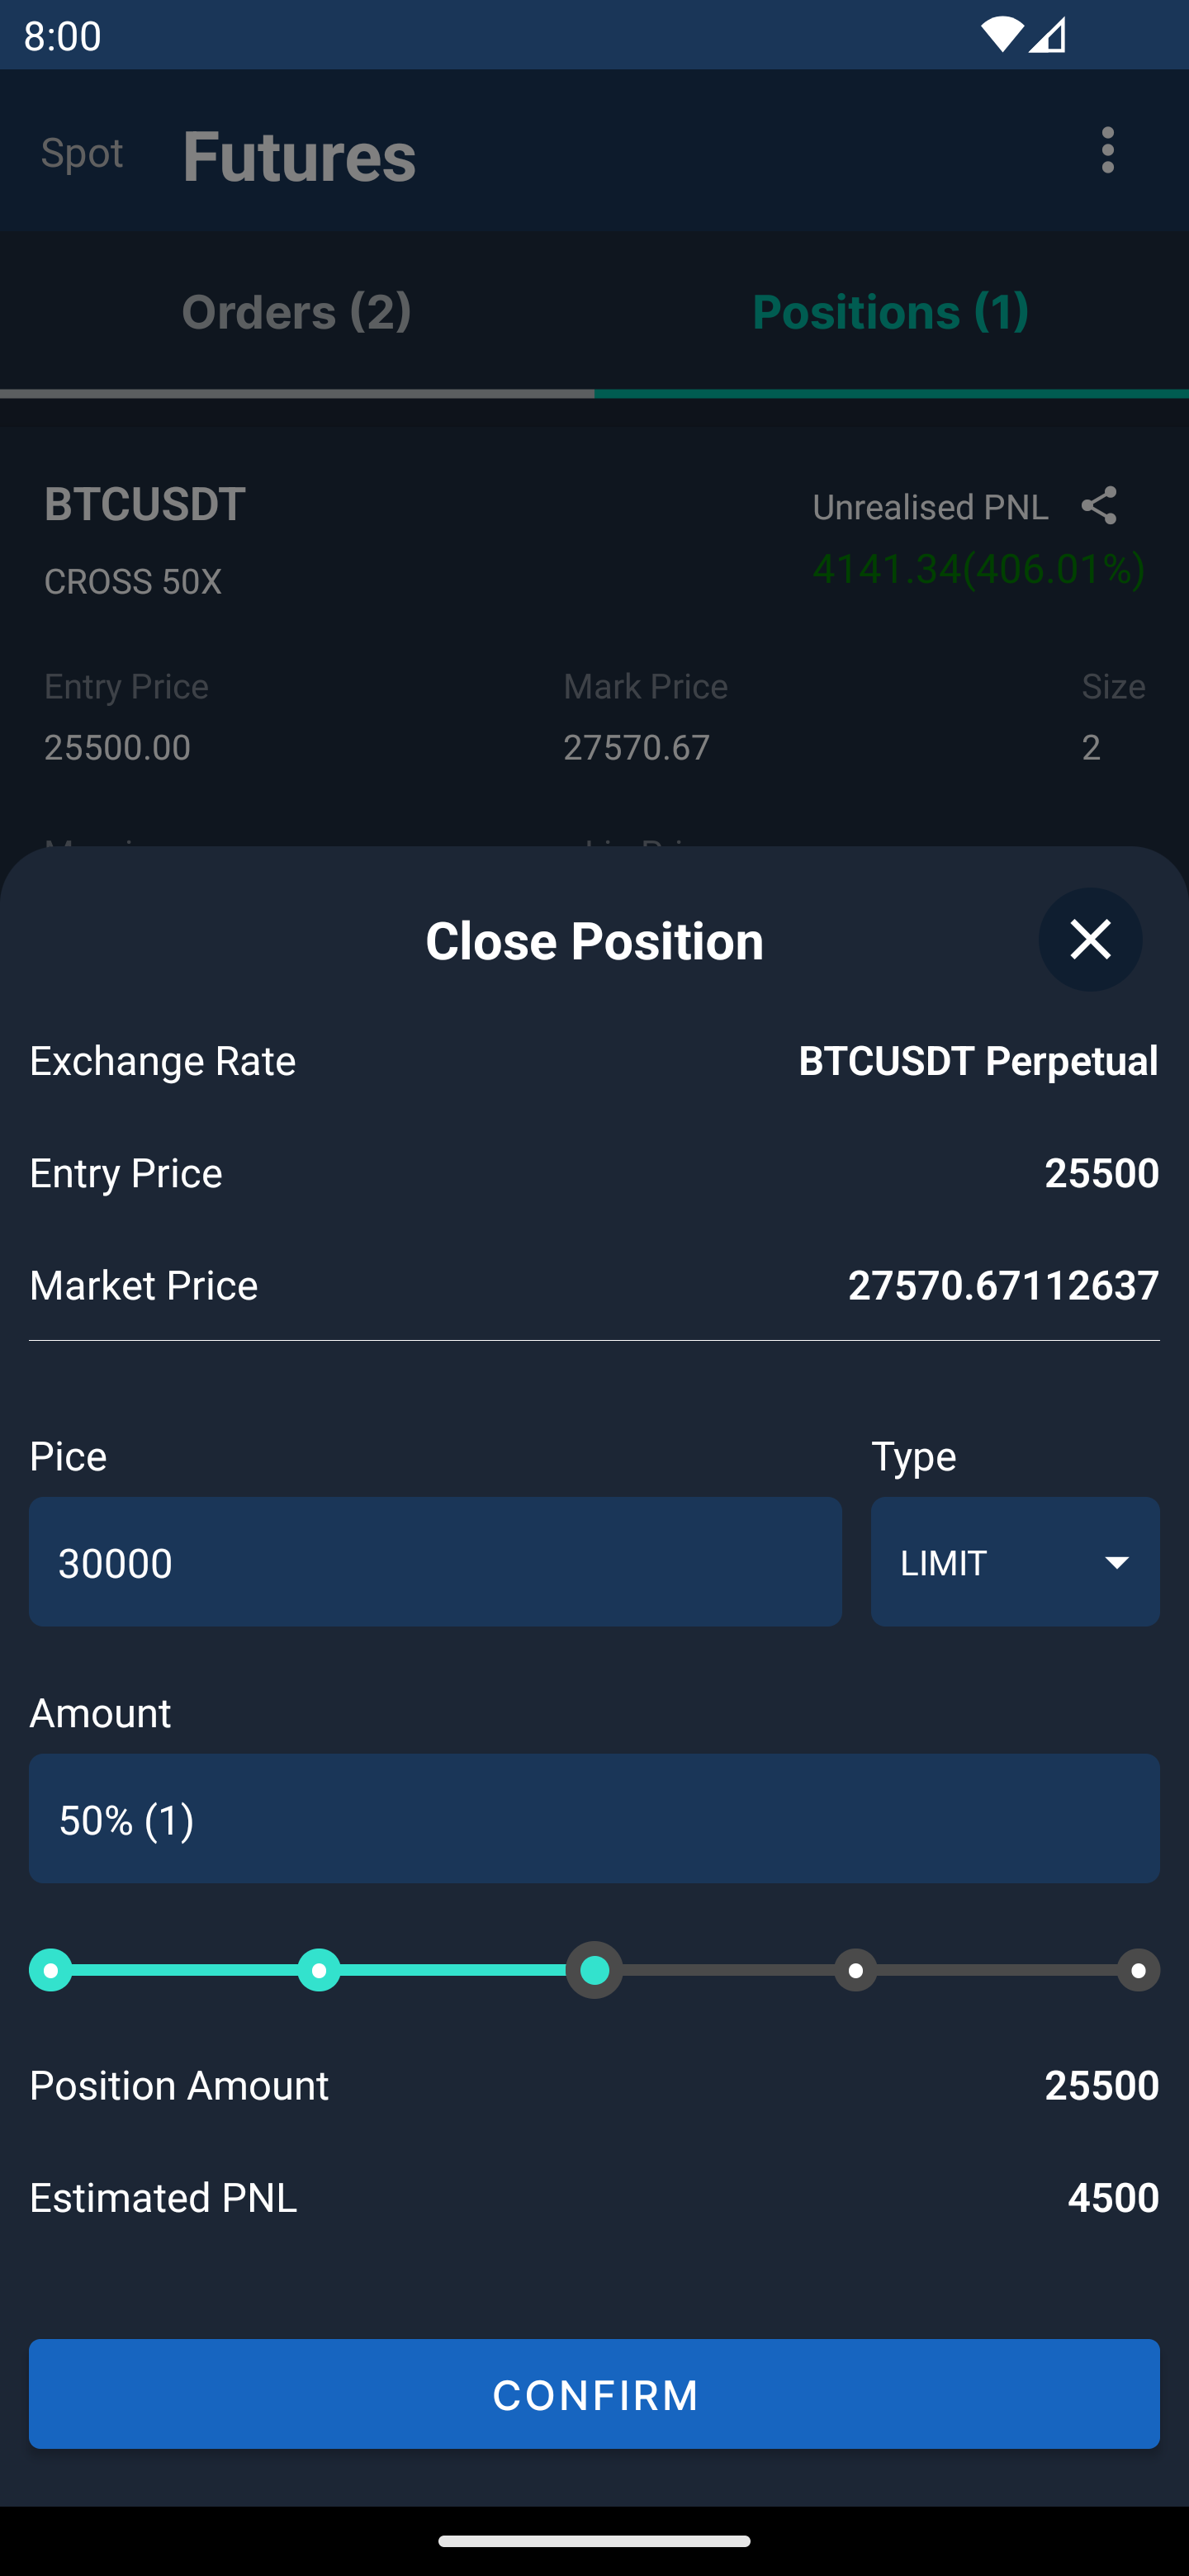 8:00
Spot Futures
Orders (2) Positions (1)
BTCUSDT Unrealised PNL
CROSS 50X 4141.34(406.01%)
Entry Price Mark Price Size
25500.00 27570.67 2
Close Position
Exchange Rate BTCUSDT Perpetual
Entry Price 25500
Market Price 27570.67112637
Pice Type
30000 LIMIT
Amount
50% (1)
Position Amount 25500
Estimated PNL 4500
CONFIRM